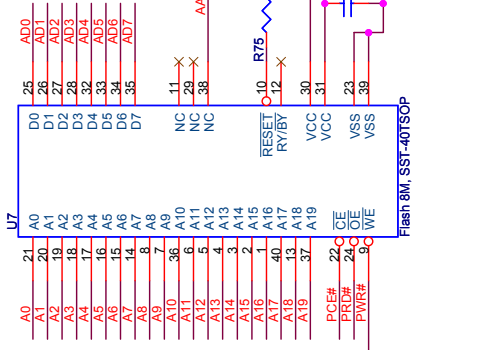 AD0 AD1 AD2 AD3 AD4 AD5 AD6 AD7 AA
R75
25 26 27 28 32 33 34 35 11 29 38 10 12 30 31 23 39
D0 D1 D2 D3 D4 D5 D6 D7 NC NC NC RESET RY/BY VCC VCC VSS VSS
U7
Flash 8M, SST-40TSOP
A0 A1 A2 A3 A4 A5 A6 A7 A8 A9 A10 A11 A12 A13 A14 A15 A16 A17 A18 A19 CE OE WE
21 20 19 18 17 16 15 14 8 7 36 6 5 4 3 2 1 40 13 37 22 24 9
A0 A1 A2 A3 A4 A5 A6 A7 A8 A9 A10 A11 A12 A13 A14 A15 A16 A17 A18 A19 PCE# PRD# PWR#